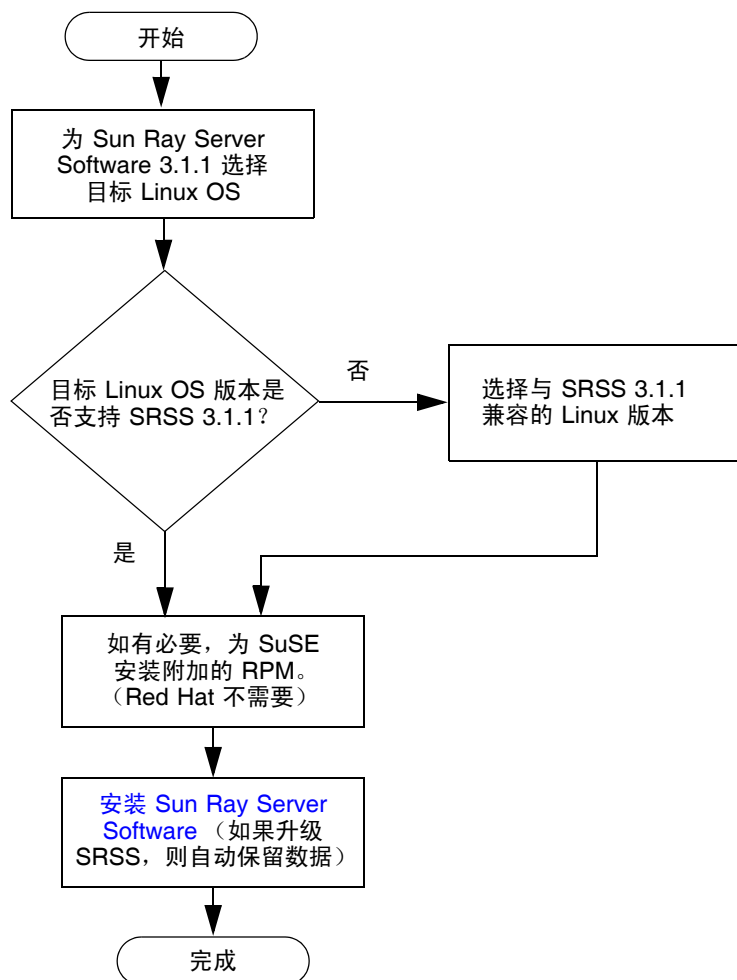 开始
为 Sun Ray Server
Software 3.1.1 选择
目标 Linux OS
目标 Linux OS 版本是
否支持 SRSS 3.1.1？
否
选择与 SRSS 3.1.1
兼容的 Linux 版本
是
如有必要，为 SuSE
安装附加的 RPM。
（Red Hat 不需要）
安装 Sun Ray Server
Software （如果升级
SRSS，则自动保留数据）
完成